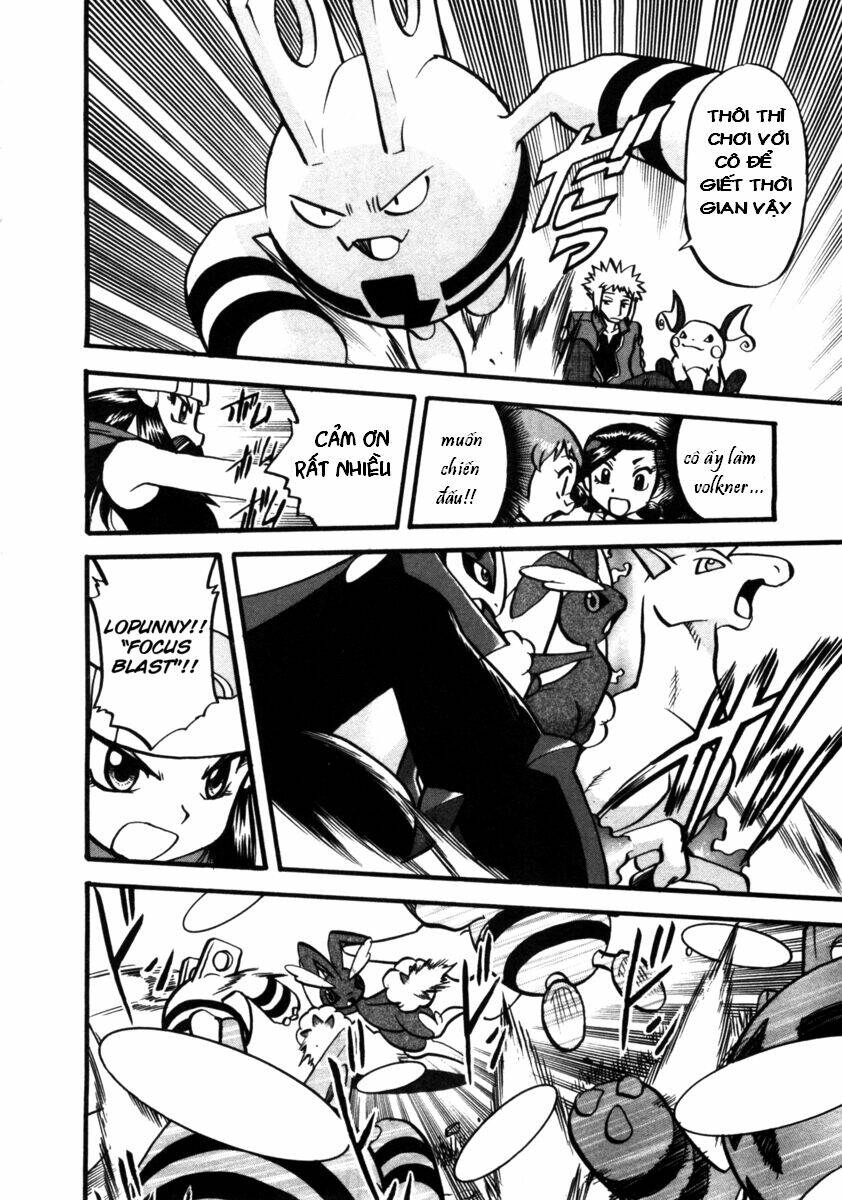 THÔI THÌ
CHƠI VỚI
CÔ ĐỂ
GIẾT THỜI
GIAN VẬY
cô ấy làm
volkner...
muốn
chiến
đấu!!
CẢM ƠN
RẤT NHIỀU
LOPUNNY!!
"FOCUS
BLAST"!!